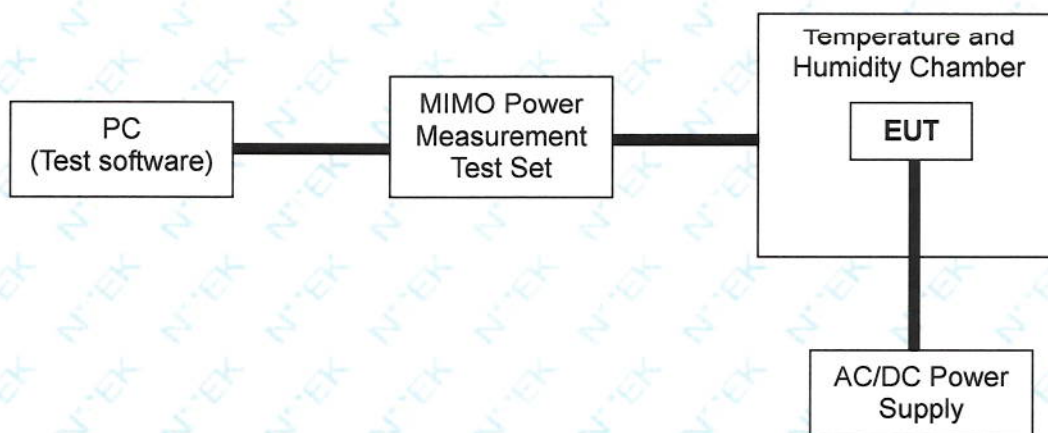 Temperature and
Humidity Chamber
PC
(Test software)
MIMO Power
Measurement
Test Set
EUT
AC/DC Power
Supply